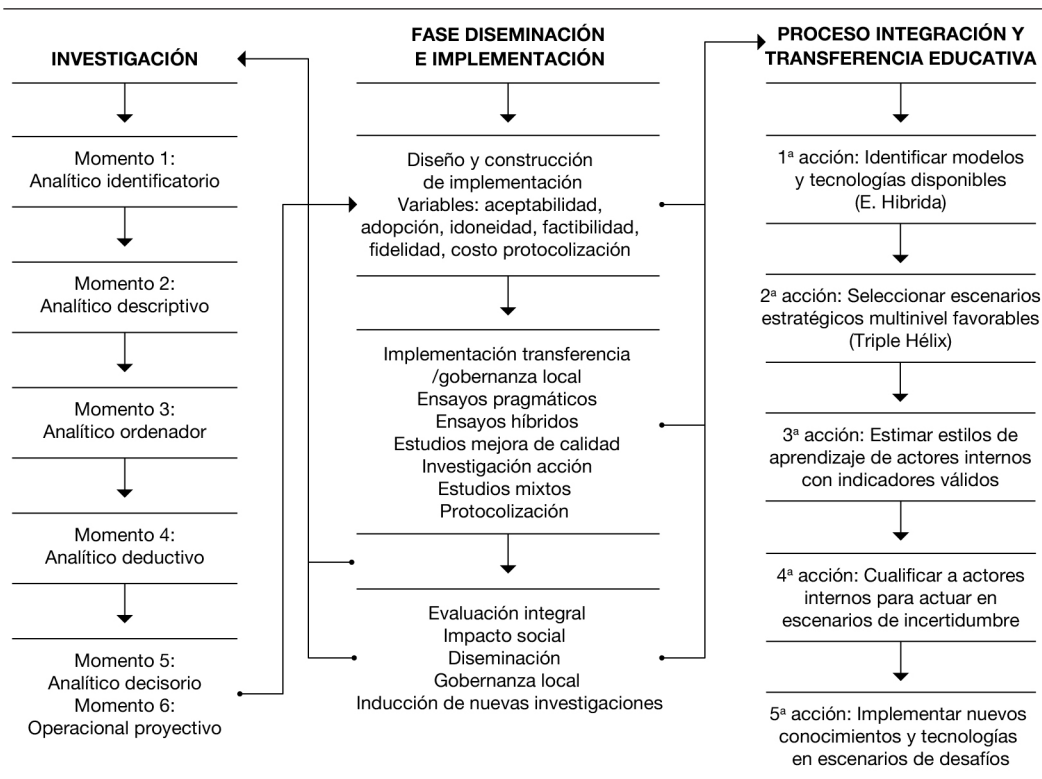 INVESTIGACIÓN
Momento 1:
Analítico identificatorio
Momento 2:
Analítico descriptivo
Momento 3:
Analítico ordenador
Momento 4:
Analítico deductivo
Momento 5:
Analítico decisorio
Momento 6:
Operacional proyectivo
FASE DISEMINACIÓN
E IMPLEMENTACIÓN
Diseño y construcción
de implementación
Variables: aceptabilidad,
adopción, idoneidad, factibilidad,
fidelidad, costo protocolización
Implementación transferencia
/gobernanza local
Ensayos pragmáticos
Ensayos híbridos
Estudios mejora de calidad
Investigación acción
Estudios mixtos
Protocolización
Evaluación integral
Impacto social
Diseminación
Gobernanza local
Inducción de nuevas investigaciones
PROCESO INTEGRACIÓN Y
TRANSFERENCIA EDUCATIVA
1ª acción: Identificar modelos
y tecnologías disponibles
(E. Hibrida)
2ª acción: Seleccionar escenarios
estratégicos multinivel favorables
(Triple Hélix)
3ª acción: Estimar estilos de
aprendizaje de actores internos
con indicadores válidos
4ª acción: Cualificar a actores
internos para actuar en
escenarios de incertidumbre
5ª acción: Implementar nuevos
conocimientos y tecnologías
en escenarios de desafíos